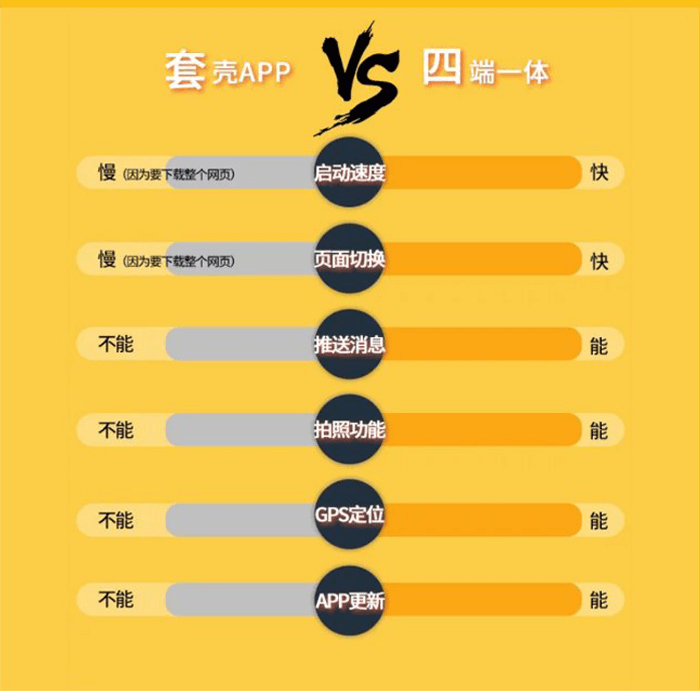 套壳APP VS 四端一体
慢（因为要下载整个网页） 启动速度 快
慢（因为要下载整个网页） 页面切换 快
不能 推送消息 能
不能 拍照功能 能
不能 GPS定位 能
不能 APP更新 能